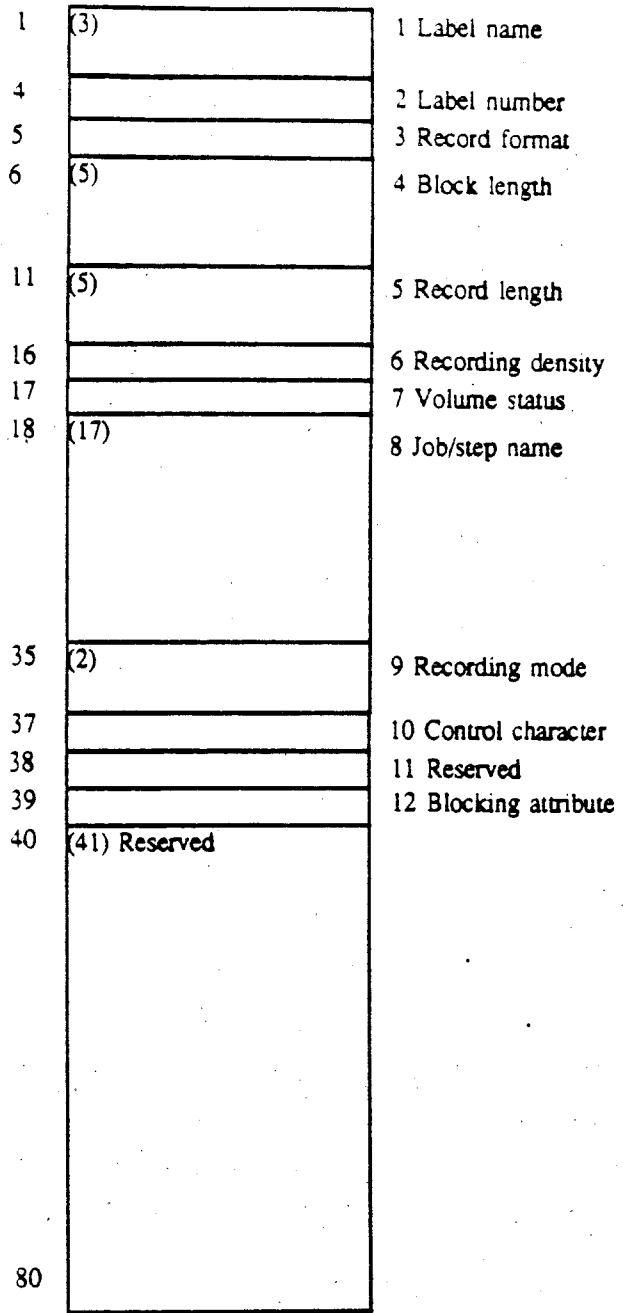 1 (3) 1 Label name
4 2 Label number
5 3 Record format
6 (5) 4 Block length
11 (5) 5 Record length
16 6 Recording density
17 7 Volume status
18 (17) 8 Job/step name
35 (2) 9 Recording mode
37 10 Control character
38 11 Reserved
39 12 Blocking attribute
40 (41) Reserved
80